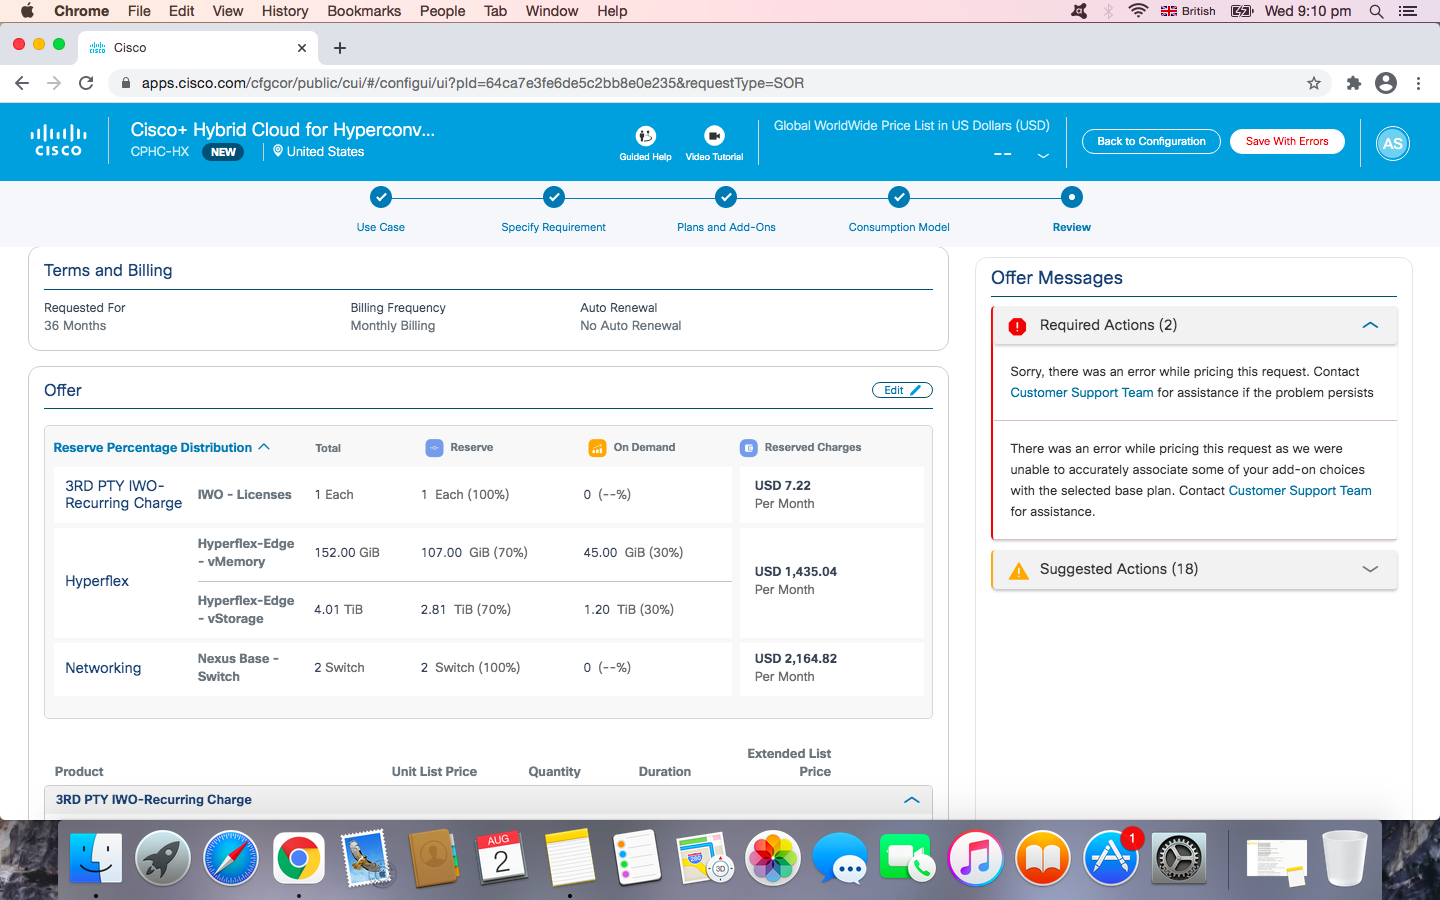 Chrome File Edit View History Bookmarks People Tab Window Help British Wed 9:10 pm
Cisco
apps.cisco.com/cfgcor/public/cui/#/configui/ui?pId=64ca7e3fe6de5c2bb8e0e235&requestType=SOR
CISCO
Cisco+ Hybrid Cloud for Hyperconv...
CPHC-HX NEW United States
Guided Help Video Tutorial
Global WorldWide Price List in US Dollars (USD)
--
Back to Configuration Save With Errors AS
Use Case Specify Requirement Plans and Add-Ons Consumption Model Review
Terms and Billing
Requested For Billing Frequency Auto Renewal
36 Months Monthly Billing No Auto Renewal
Offer Edit
Reserve Percentage Distribution Total Reserve On Demand Reserved Charges
3RD PTY IWO-
Recurring Charge
IWO - Licenses 1 Each 1 Each (100%) 0 (--%)
USD 7.22
Per Month
Hyperflex
Hyperflex-Edge
- vMemory
152.00 GiB 107.00 GiB (70%) 45.00 GiB (30%)
Hyperflex-Edge
- vStorage
4.01 TiB 2.81 TiB (70%) 1.20 TiB (30%)
USD 1,435.04
Per Month
Networking
Nexus Base -
Switch
2 Switch 2 Switch (100%) 0 (--%)
USD 2,164.82
Per Month
Product Unit List Price Quantity Duration Extended List
Price
3RD PTY IWO-Recurring Charge
Offer Messages
Required Actions (2)
Sorry, there was an error while pricing this request. Contact
Customer Support Team for assistance if the problem persists
There was an error while pricing this request as we were
unable to accurately associate some of your add-on choices
with the selected base plan. Contact Customer Support Team
for assistance.
Suggested Actions (18)
AUG
2
280
3D
1